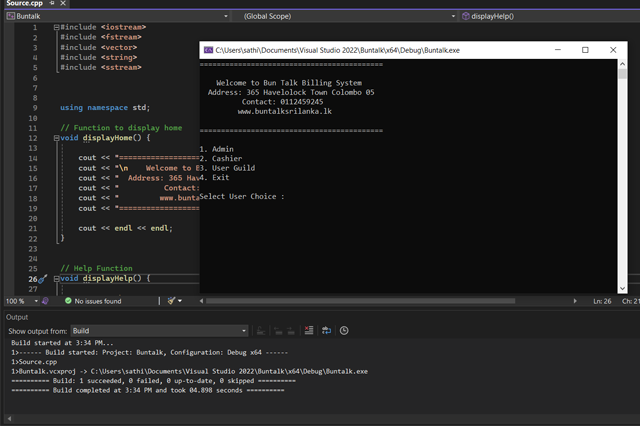 Source.cpp
Buntalk
(Global Scope)
displayHelp()
1 #include <iostream>
2 #include <fstream>
3 #include <vector>
4 #include <string>
5 #include <sstream>
6
7
8
9 using namespace std;
10
11 // Function to display home
12 void displayHome() {
13
14 cout << "===================
15 cout << "\n Welcome to B
16 cout << " Address: 365 Hav
17 cout << " Contact:
18 cout << " www.bunta
19 cout << "===================
20
21 cout << endl << endl;
22 }
23
24
25 // Help Function
26 void displayHelp() {
27
C:\Users\sathi\Documents\Visual Studio 2022\Buntalk\x64\Debug\Buntalk.exe
============================================
Welcome to Bun Talk Billing System
Address: 365 Havelolock Town Colombo 05
Contact: 0112459245
www.buntalksrilanka.lk
============================================
1. Admin
2. Cashier
3. User Guild
4. Exit
Select User Choice :
100 %
No issues found
Ln: 26
Ch: 21
Output
Show output from: Build
Build started at 3:34 PM...
1>------ Build started: Project: Buntalk, Configuration: Debug x64 ------
1>Source.cpp
1>Buntalk.vcxproj -> C:\Users\sathi\Documents\Visual Studio 2022\Buntalk\x64\Debug\Buntalk.exe
========== Build: 1 succeeded, 0 failed, 0 up-to-date, 0 skipped ==========
========== Build completed at 3:34 PM and took 04.898 seconds ==========